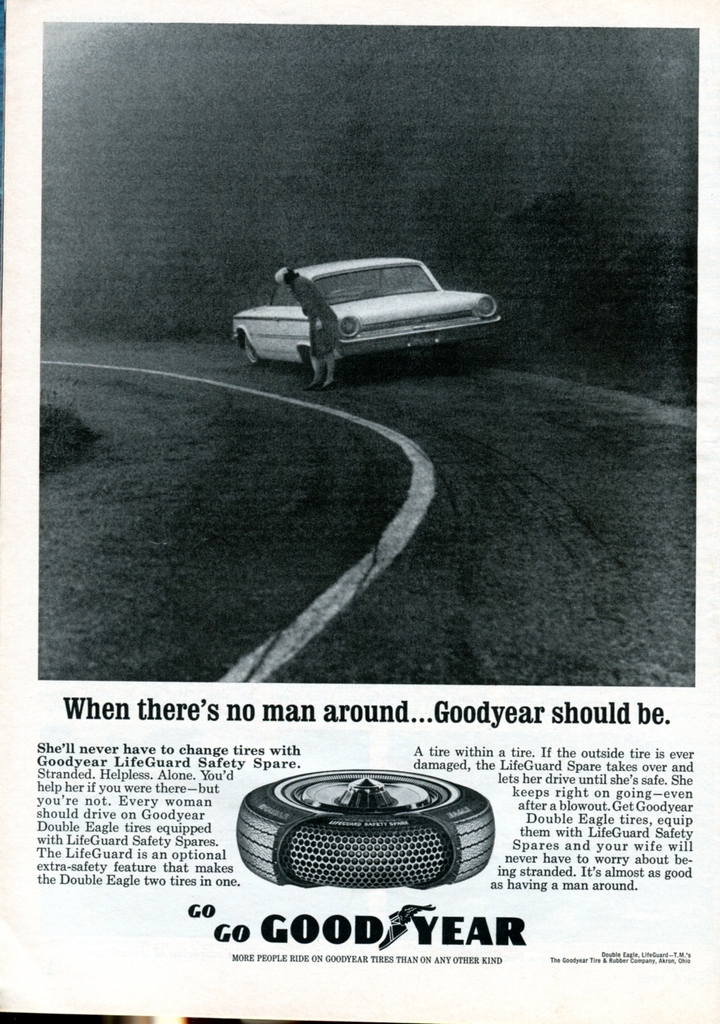 When there's no man around...Goodyear should be.
She'll never have to change tires with
Goodyear LifeGuard Safety Spare.
Stranded. Helpless. Alone. You'd
help her if you were there—but
you're not. Every woman
should drive on Goodyear
Double Eagle tires equipped
with LifeGuard Safety Spares.
The LifeGuard is an optional
extra-safety feature that makes
the Double Eagle two tires in one.
LIFEGUARD SAFETY SPARE
A tire within a tire. If the outside tire is ever
damaged, the LifeGuard Spare takes over and
lets her drive until she's safe. She
keeps right on going—even
after a blowout. Get Goodyear
Double Eagle tires, equip
them with LifeGuard Safety
Spares and your wife will
never have to worry about be-
ing stranded. It's almost as good
as having a man around.
GO
GO GOODYEAR
MORE PEOPLE RIDE ON GOODYEAR TIRES THAN ON ANY OTHER KIND
Double Eagle, LifeGuard—T.M.'s
The Goodyear Tire & Rubber Company, Akron, Ohio